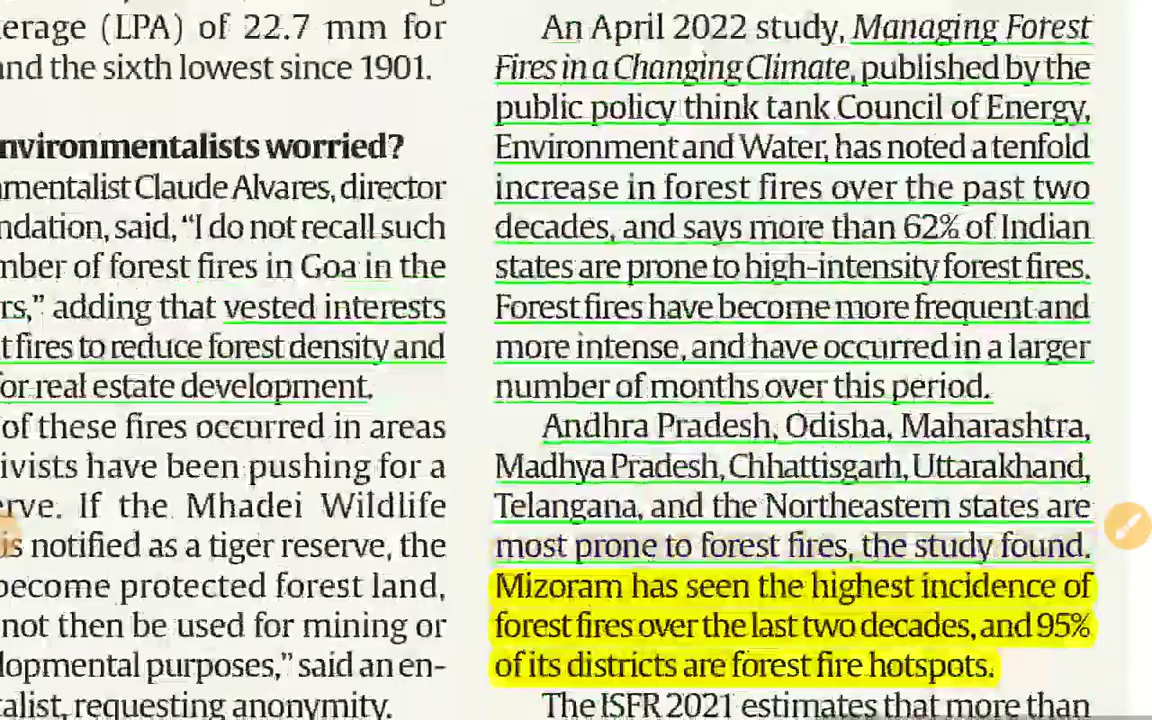 erage (LPA) of 22.7 mm for
and the sixth lowest since 1901.
nvironmentalists worried?
mentalist Claude Alvares, director
ndation, said, “I do not recall such
mber of forest fires in Goa in the
rs,” adding that vested interests
t fires to reduce forest density and
for real estate development.
of these fires occurred in areas
ivists have been pushing for a
erve. If the Mhadei Wildlife
is notified as a tiger reserve, the
become protected forest land,
not then be used for mining or
lopmental purposes,” said an en-
talist, requesting anonymity.
An April 2022 study, Managing Forest
Fires in a Changing Climate, published by the
public policy think tank Council of Energy,
Environment and Water, has noted a tenfold
increase in forest fires over the past two
decades, and says more than 62% of Indian
states are prone to high-intensity forest fires.
Forest fires have become more frequent and
more intense, and have occurred in a larger
number of months over this period.
Andhra Pradesh, Odisha, Maharashtra,
Madhya Pradesh, Chhattisgarh, Uttarakhand,
Telangana, and the Northeastern states are
most prone to forest fires, the study found.
Mizoram has seen the highest incidence of
forest fires over the last two decades, and 95%
of its districts are forest fire hotspots.
The ISFR 2021 estimates that more than